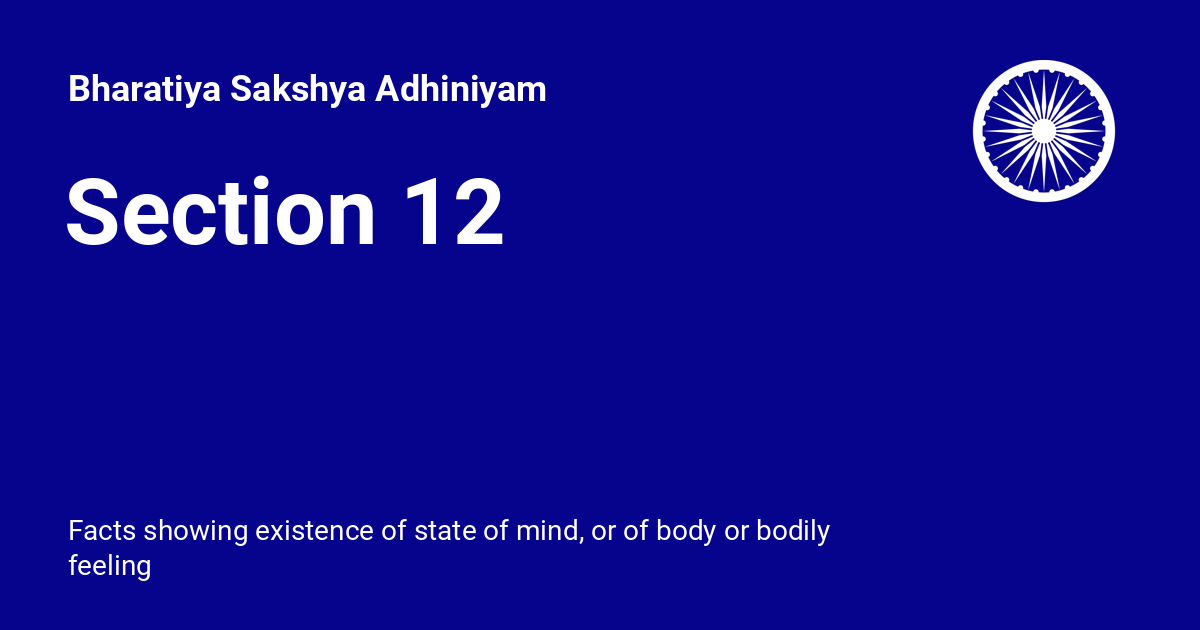 Bharatiya Sakshya Adhiniyam
Section 12
Facts showing existence of state of mind, or of body or bodily
feeling